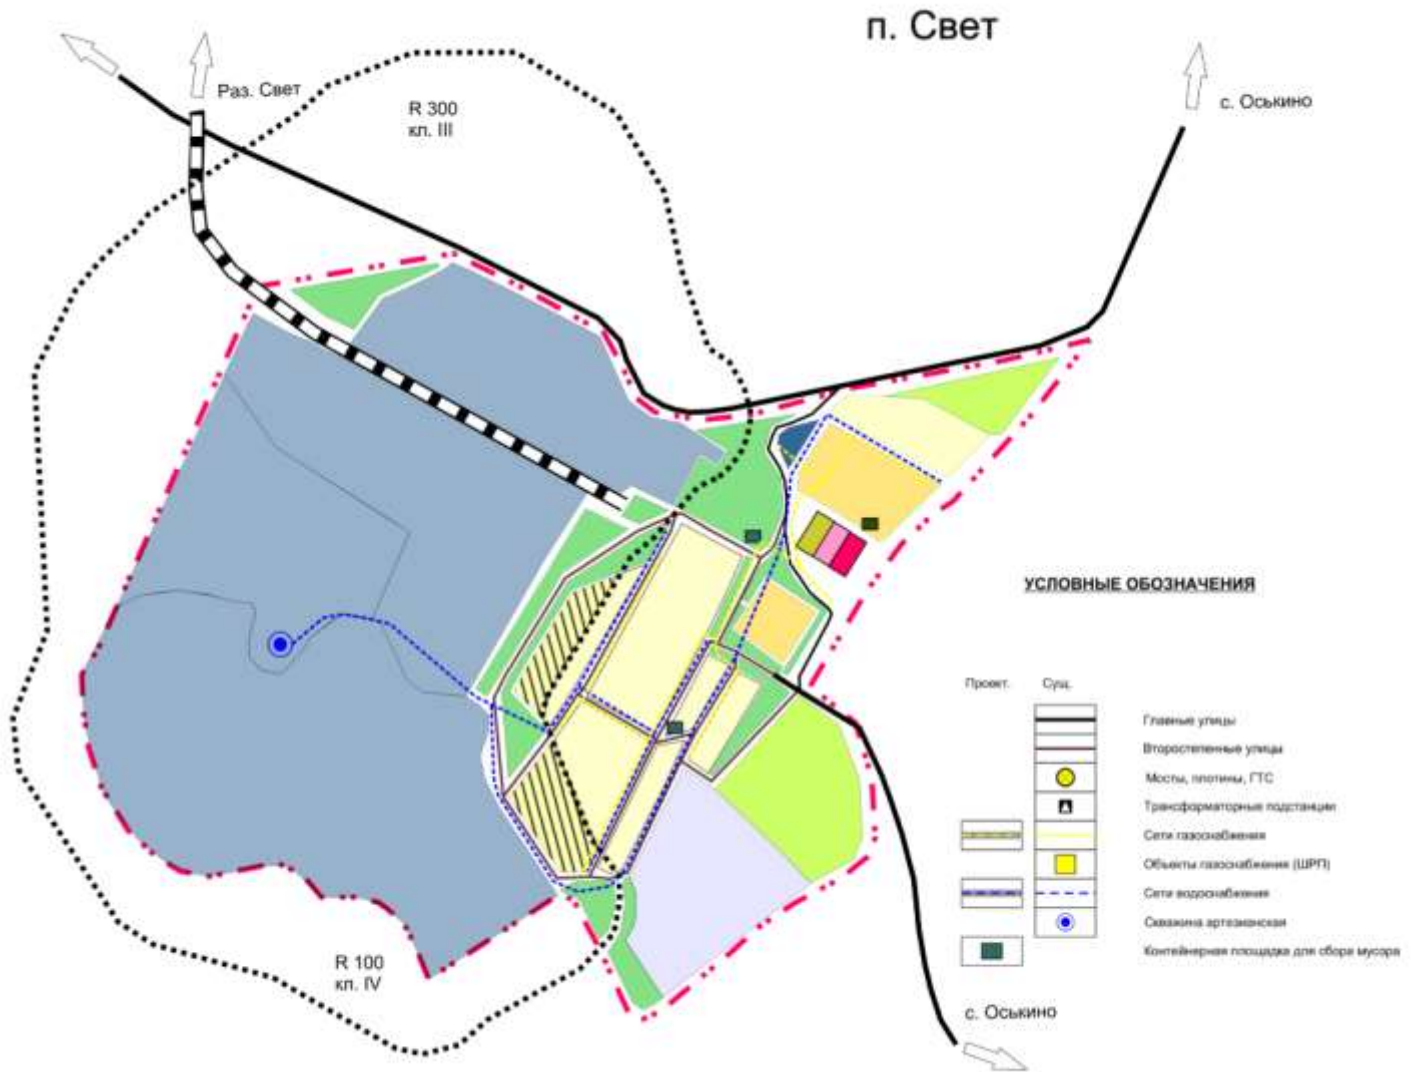 п. Свет
Раз. Свет
R 300
кл. III
с. Оськино
УСЛОВНЫЕ ОБОЗНАЧЕНИЯ
Проект. Сущ.
Главные улицы
Второстепенные улицы
Мосты, плотины, ГТС
Трансформаторные подстанции
Сети газоснабжения
Объекты газоснабжения (ШРП)
Сети водоснабжения
Скважина артезианская
Контейнерная площадка для сбора мусора
R 100
кл. IV
с. Оськино